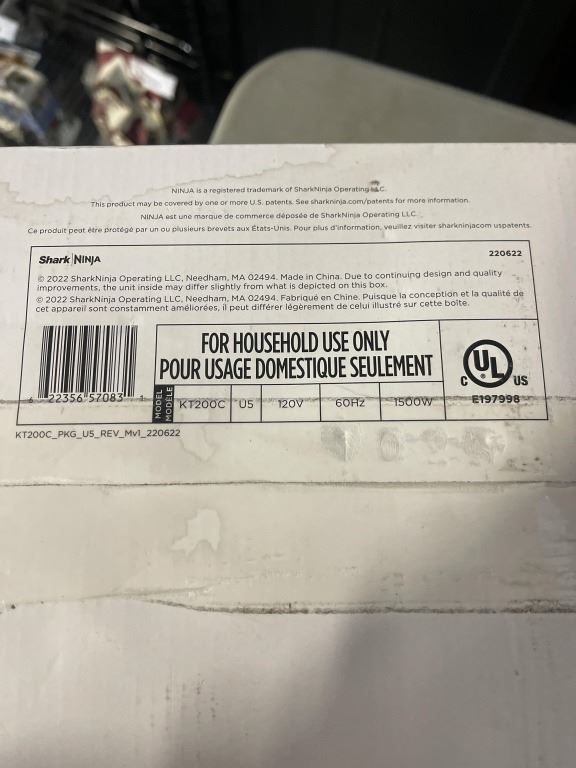 NINJA is a registered trademark of SharkNinja Operating LLC.
This product may be covered by one or more U.S. patents. See sharkninja.com/patents for more information.
NINJA est une marque de commerce déposée de SharkNinja Operating LLC.
Ce produit peut être protégé par un ou plusieurs brevets aux États-Unis. Pour plus d'information, veuillez visiter sharkninjacom uspatents.
Shark NINJA
220622
© 2022 SharkNinja Operating LLC, Needham, MA 02494. Made in China. Due to continuing design and quality
improvements, the unit inside may differ slightly from what is depicted on this box.
© 2022 SharkNinja Operating LLC, Needham, MA 02494. Fabriqué en Chine. Puisque la conception et la qualité de
cet appareil sont constamment améliorées, il peut différer légèrement de celui illustré sur cette boîte.
FOR HOUSEHOLD USE ONLY
POUR USAGE DOMESTIQUE SEULEMENT
C UL US
E197998
6 22356 57083 1
MODEL
MODÈLE
KT200C U5 120V 60Hz 1500W
KT200C_PKG_U5_REV_Mv1_220622